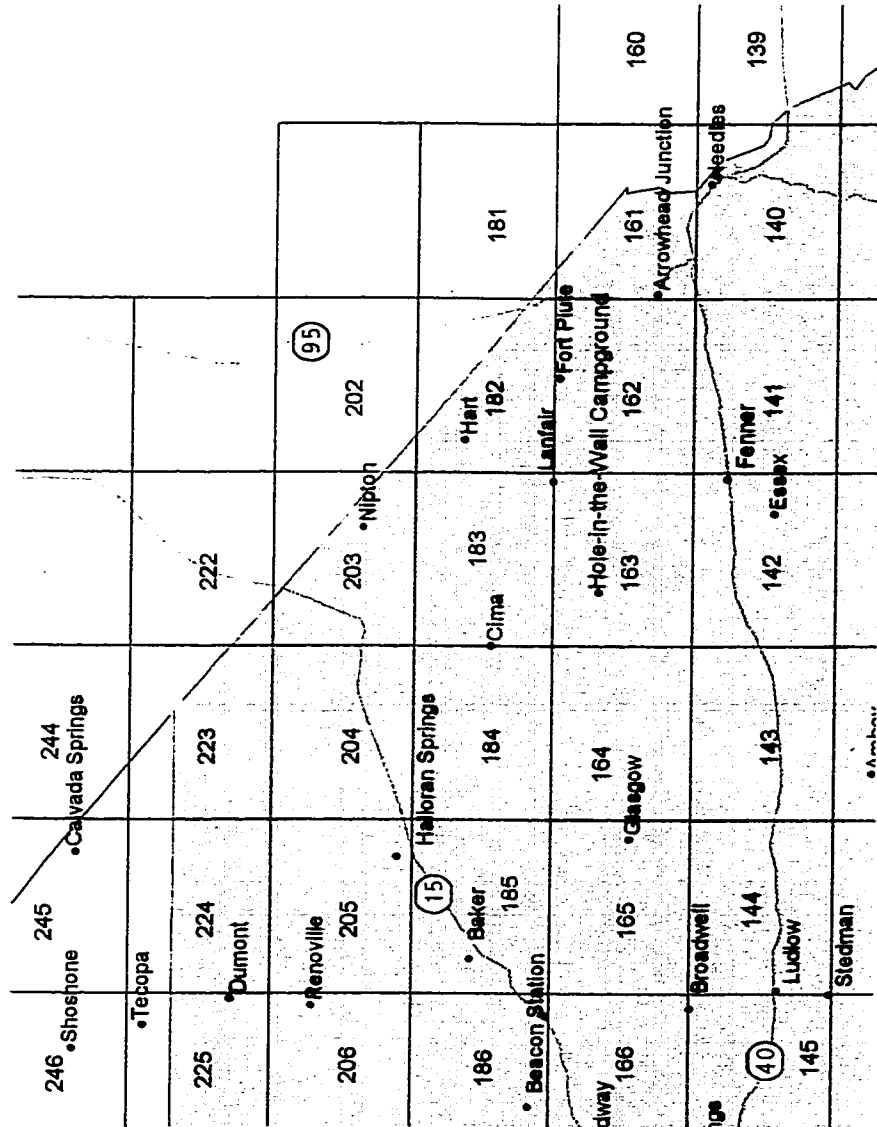 246
245
244
Shoshone
Calvada Springs
Tecopa
225
224
223
222
Dumont
Renoville
95
206
205
204
203
202
Nipton
Halloran Springs
15
Baker
Hart
186
185
184
183
182
181
Cima
Beacon Station
Lanfair
Fort Piute
Hole-in-the-Wall Campground
dway
166
165
164
163
162
161
160
Glasgow
Arrowhead Junction
Broadwell
Needles
ngs
Fenner
144
143
142
141
140
139
Ludlow
Essex
40
145
Stedman
Amboy